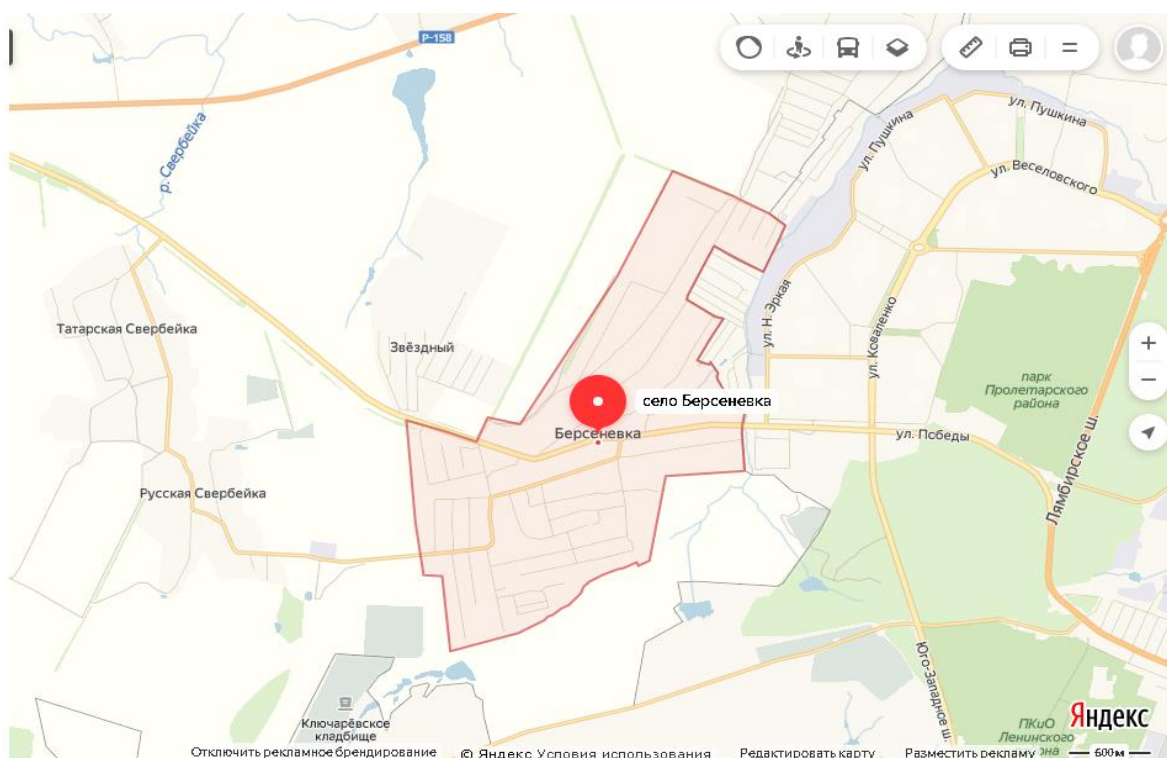 Р-158
ул. Пушкина
ул. Пушкина
р. Свербейка
ул. Веселовского
ул. Н. Эркая
ул. Коваленко
Татарская Свербейка
Звёздный
парк
Пролетарского
района
село Берсеневка
Берсеневка
ул. Победы
Лямбирское ш.
Русская Свербейка
Юго-Западное ш.
Ключарёвское
кладбище
ПКиО
Ленинского
Яндекс
Отключить рекламное брендирование
© Яндекс Условия использования
Редактировать карту
Разместить рекламу
600 м